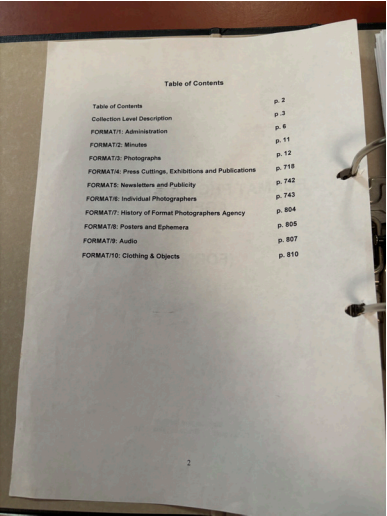 Table of Contents
Table of Contents p. 2
Collection Level Description p .3
FORMAT/1: Administration p. 6
FORMAT/2: Minutes p. 11
FORMAT/3: Photographs p. 12
FORMAT/4: Press Cuttings, Exhibitions and Publications p. 718
FORMAT5: Newsletters and Publicity p. 742
FORMAT/6: Individual Photographers p. 743
FORMAT/7: History of Format Photographers Agency p. 804
FORMAT/8: Posters and Ephemera p. 805
FORMAT/9: Audio p. 807
FORMAT/10: Clothing & Objects p. 810
2